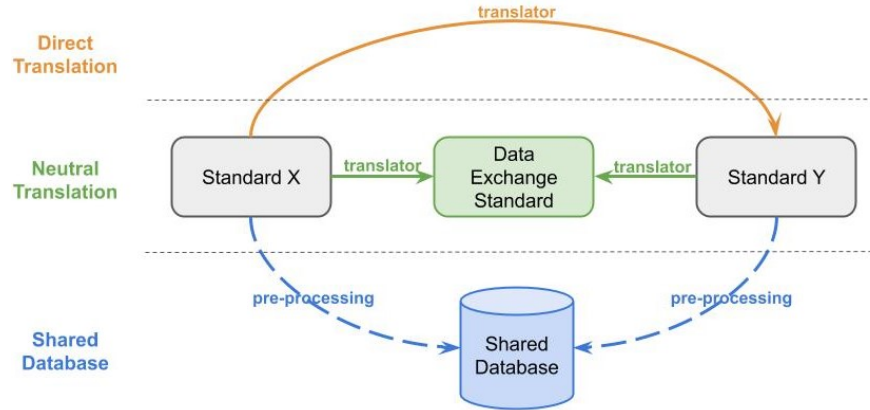 translator
Direct
Translation
Neutral
Translation
Standard X
translator
Data
Exchange
Standard
translator
Standard Y
pre-processing
pre-processing
Shared
Database
Shared
Database